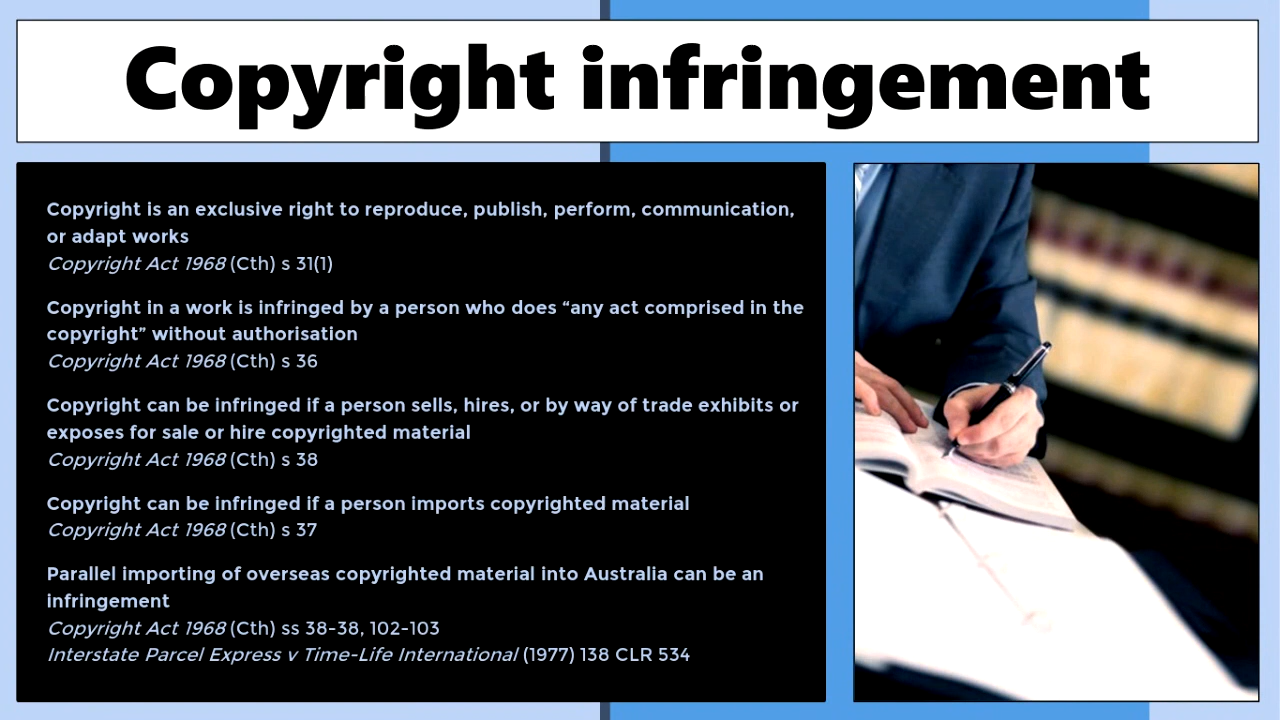 Copyright infringement
Copyright is an exclusive right to reproduce, publish, perform, communication,
or adapt works
Copyright Act 1968 (Cth) s 31(1)
Copyright in a work is infringed by a person who does “any act comprised in the
copyright” without authorisation
Copyright Act 1968 (Cth) s 36
Copyright can be infringed if a person sells, hires, or by way of trade exhibits or
exposes for sale or hire copyrighted material
Copyright Act 1968 (Cth) s 38
Copyright can be infringed if a person imports copyrighted material
Copyright Act 1968 (Cth) s 37
Parallel importing of overseas copyrighted material into Australia can be an
infringement
Copyright Act 1968 (Cth) ss 38-38, 102-103
Interstate Parcel Express v Time-Life International (1977) 138 CLR 534